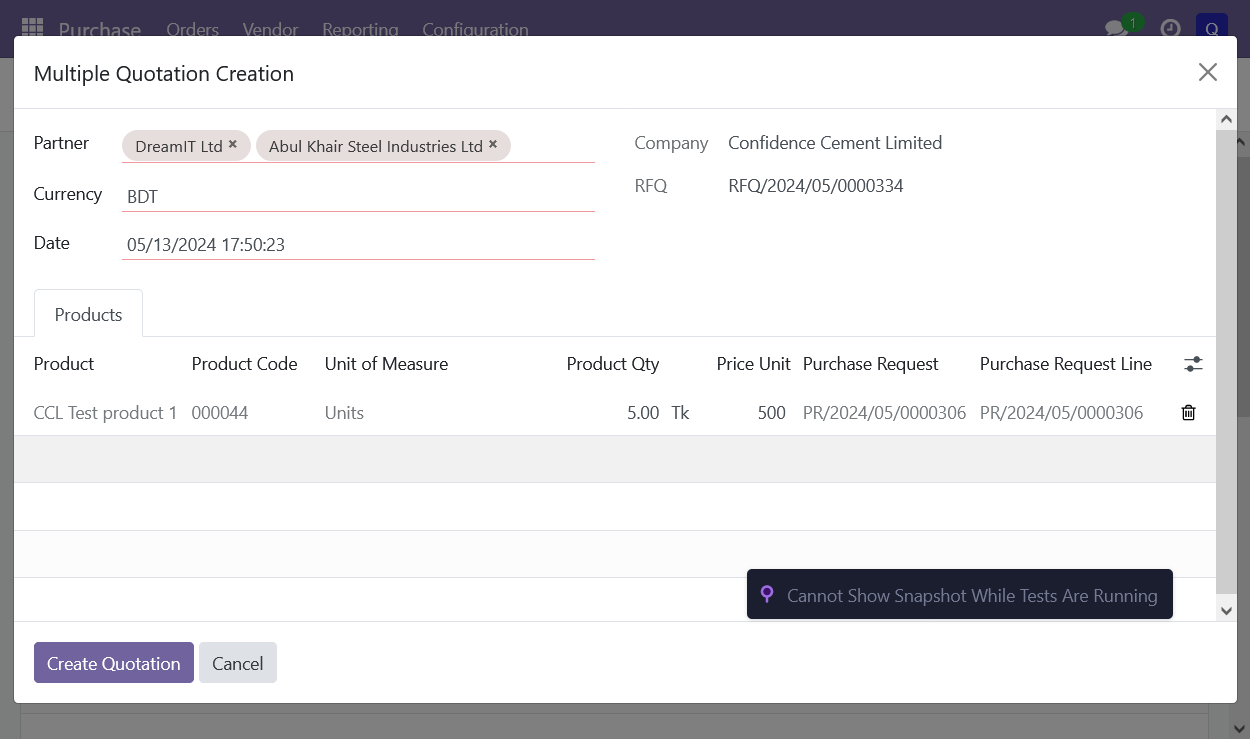 Purchase Orders Vendor Reporting Configuration 1 Q
Multiple Quotation Creation
Partner DreamIT Ltd × Abul Khair Steel Industries Ltd × Company Confidence Cement Limited
Currency BDT RFQ RFQ/2024/05/0000334
Date 05/13/2024 17:50:23
Products
Product Product Code Unit of Measure Product Qty Price Unit Purchase Request Purchase Request Line
CCL Test product 1 000044 Units 5.00 Tk 500 PR/2024/05/0000306 PR/2024/05/0000306
Cannot Show Snapshot While Tests Are Running
Create Quotation Cancel